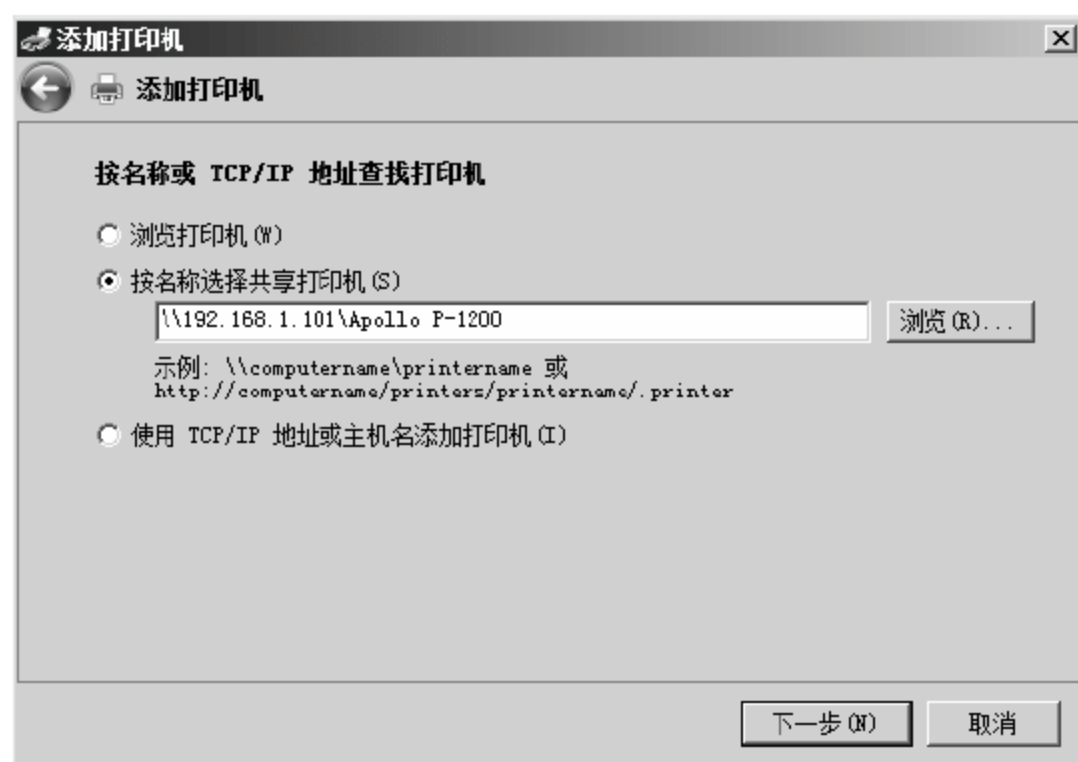 添加打印机
添加打印机
按名称或 TCP/IP 地址查找打印机
浏览打印机(W)
按名称选择共享打印机(S)
\\192.168.1.101\Apollo P-1200
浏览(R)...
示例: \\computername\printername 或
http://computername/printers/printername/.printer
使用 TCP/IP 地址或主机名添加打印机(I)
下一步(N)
取消